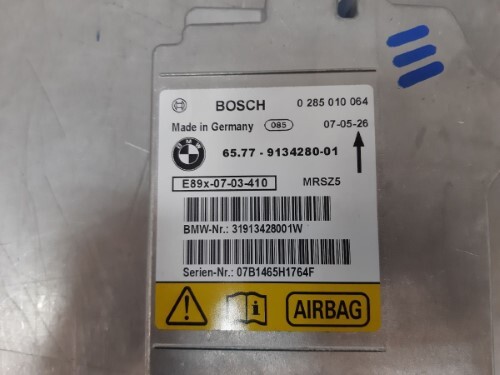 BOSCH 0 285 010 064
Made in Germany 085 07-05-26
BMW 65.77 - 9134280-01
E89x-07-03-410 MRSZ5
BMW-Nr.: 31913428001W
Serien-Nr.: 07B1465H1764F
AIRBAG